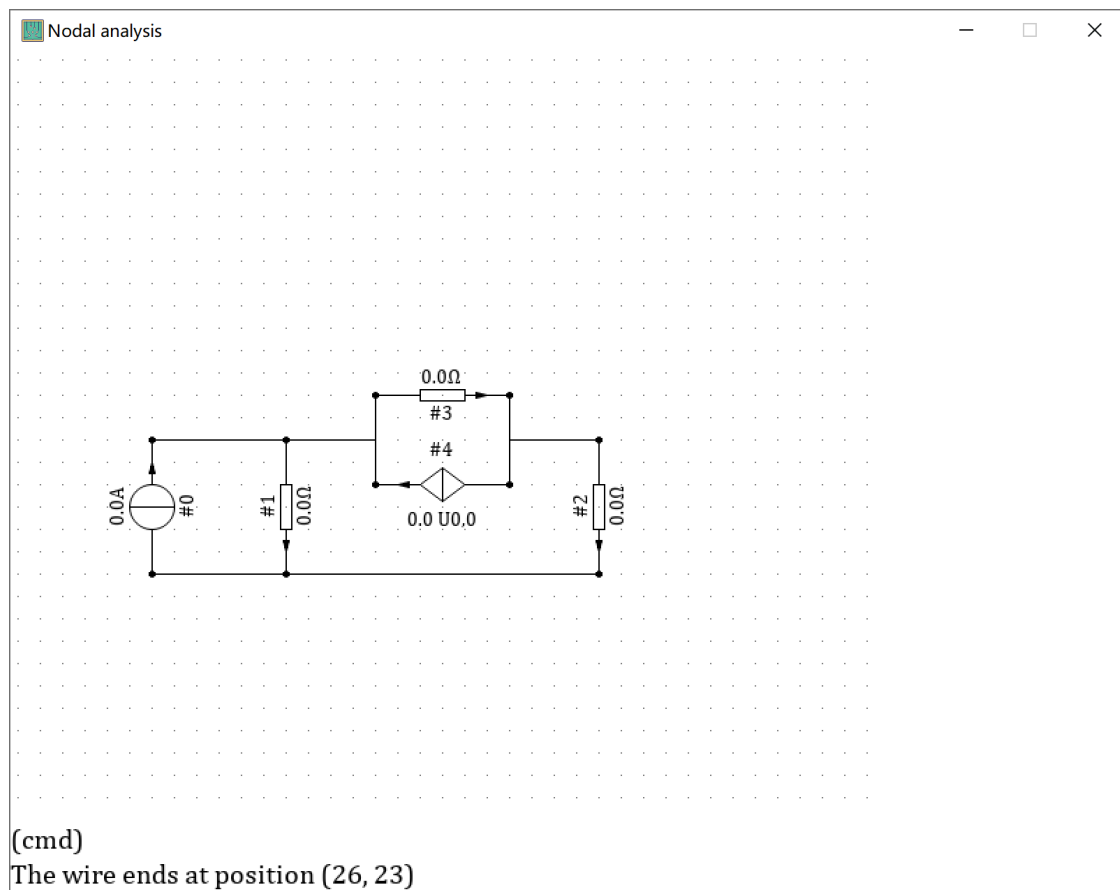 Nodal analysis
0.0Ω
#3
#4
0.0A
#0
#1
0.0Ω
#2
0.0Ω
0.0 U0,0
(cmd)
The wire ends at position (26, 23)